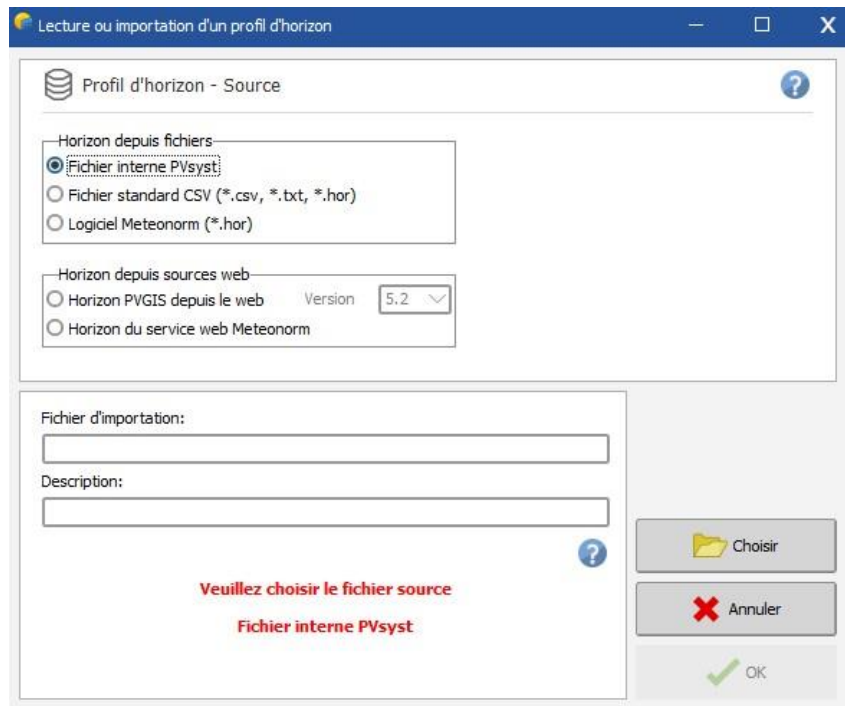 Lecture ou importation d'un profil d'horizon
Profil d'horizon - Source
Horizon depuis fichiers
Fichier interne PVsyst
Fichier standard CSV (*.csv, *.txt, *.hor)
Logiciel Meteonorm (*.hor)
Horizon depuis sources web
Horizon PVGIS depuis le web Version 5.2
Horizon du service web Meteonorm
Fichier d'importation:
Description:
Choisir
Veuillez choisir le fichier source
Annuler
Fichier interne PVsyst
OK